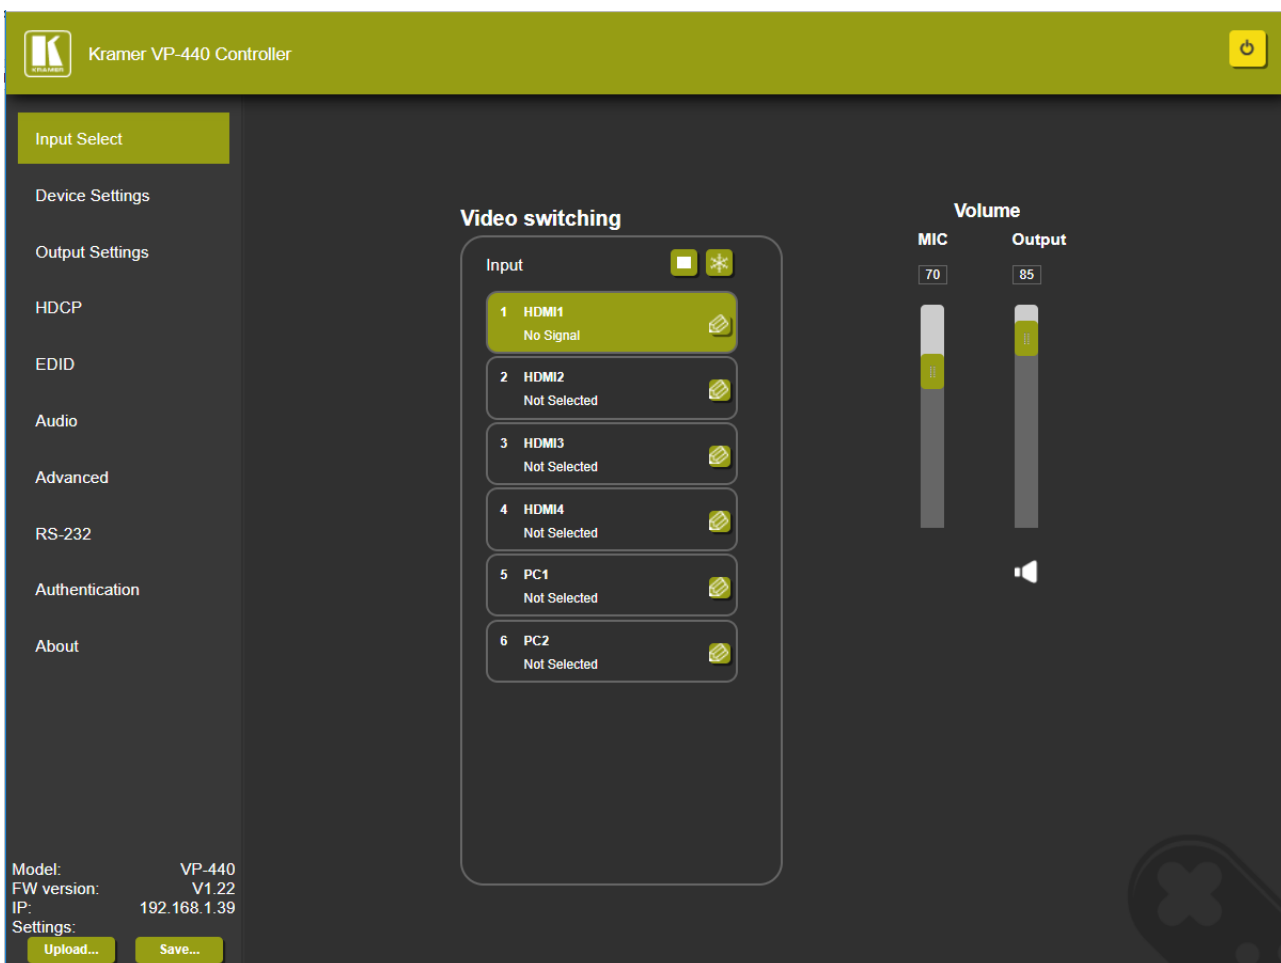 KRAMER
Kramer VP-440 Controller
Input Select
Device Settings
Output Settings
HDCP
EDID
Audio
Advanced
RS-232
Authentication
About
Model: VP-440
FW version: V1.22
IP: 192.168.1.39
Settings:
Upload... Save...
Video switching
Input
1 HDMI1
No Signal
2 HDMI2
Not Selected
3 HDMI3
Not Selected
4 HDMI4
Not Selected
5 PC1
Not Selected
6 PC2
Not Selected
Volume
MIC Output
70 85